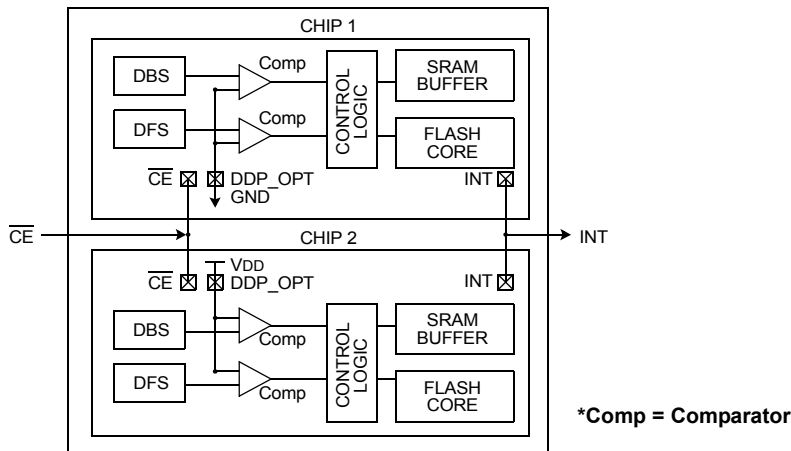 CHIP 1
DBS
Comp
CONTROL
LOGIC
SRAM
BUFFER
DFS
Comp
FLASH
CORE
CE
DDP_OPT
GND
INT
CE
INT
CHIP 2
VDD
CE
DDP_OPT
INT
DBS
Comp
CONTROL
LOGIC
SRAM
BUFFER
DFS
Comp
FLASH
CORE
*Comp = Comparator